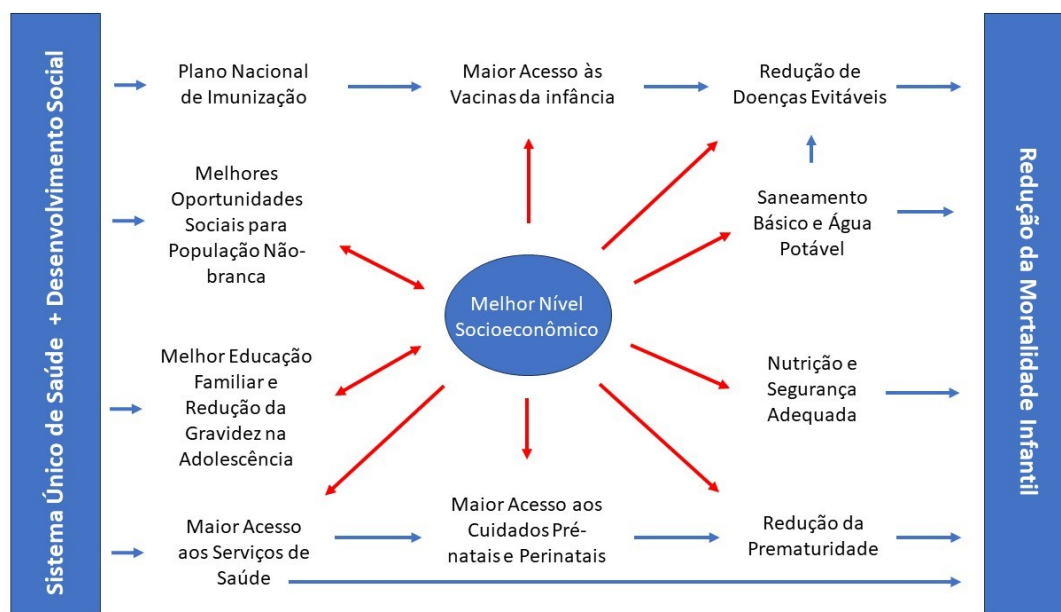 Sistema Único de Saúde + Desenvolvimento Social
Plano Nacional
de Imunização
Maior Acesso às
Vacinas da infância
Redução de
Doenças Evitáveis
Melhores
Oportunidades
Sociais para
População Não-
branca
Saneamento
Básico e Água
Potável
Melhor Nível
Socioeconômico
Melhor Educação
Familiar e
Redução da
Gravidez na
Adolescência
Nutrição e
Segurança
Adequada
Maior Acesso
aos Serviços de
Saúde
Maior Acesso aos
Cuidados Pré-
natais e Perinatais
Redução da
Prematuridade
Redução da Mortalidade Infantil